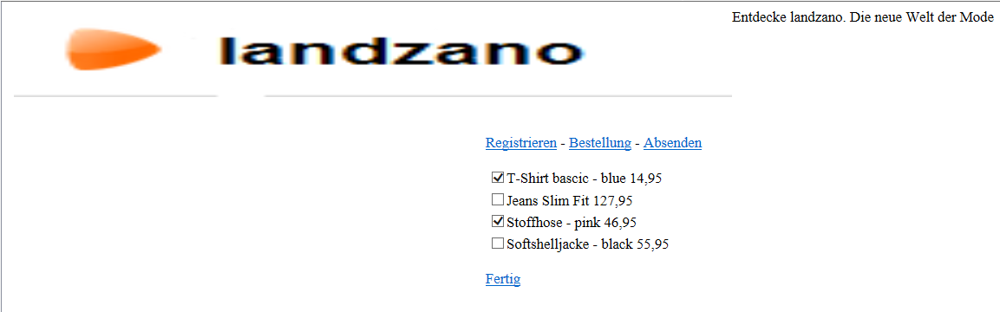 Entdecke landzano. Die neue Welt der Mode
landzano
Registrieren - Bestellung - Absenden
T-Shirt bascic - blue 14,95
Jeans Slim Fit 127,95
Stoffhose - pink 46,95
Softshelljacke - black 55,95
Fertig